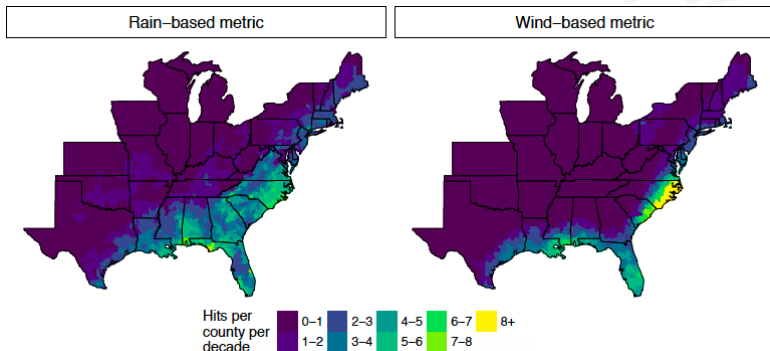 Rain–based metric
Wind–based metric
Hits per
county per
decade
0–1 2–3 4–5 6–7 8+
1–2 3–4 5–6 7–8